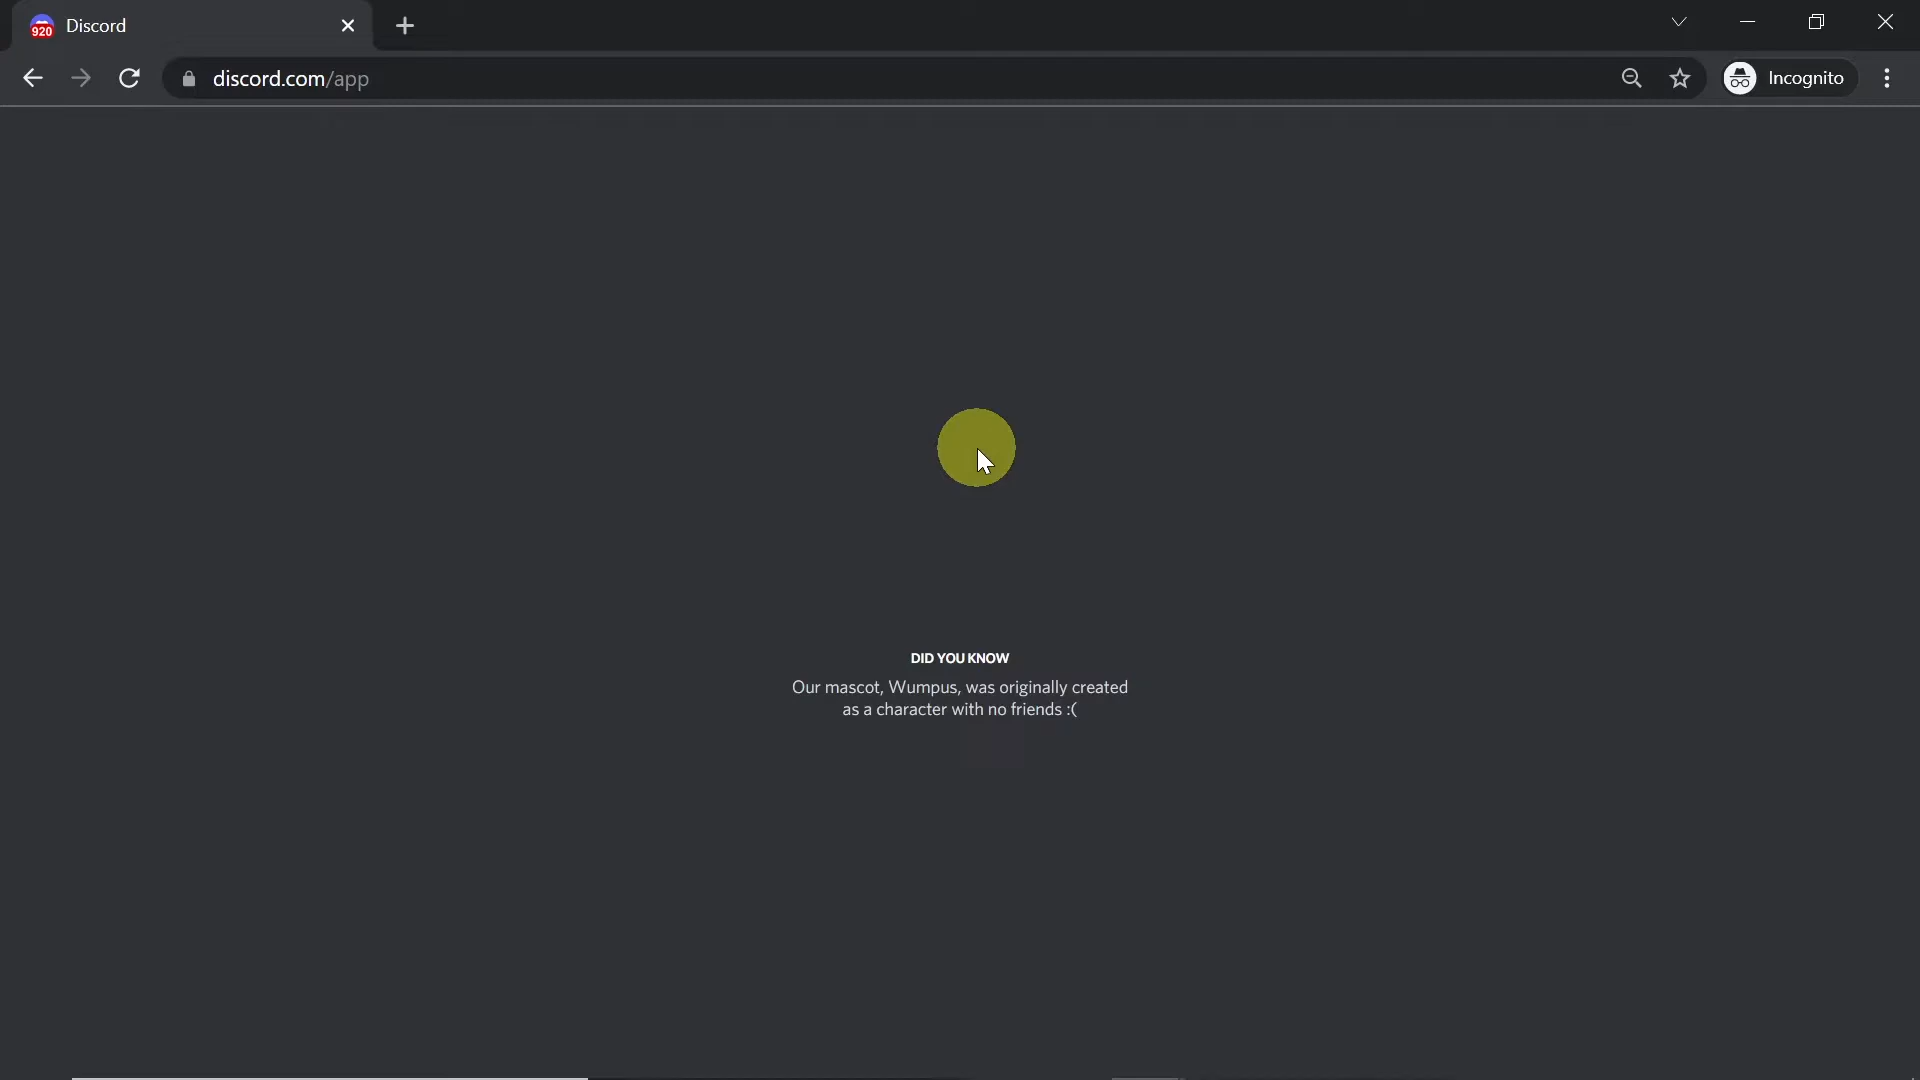 920
Discord
discord.com/app
Incognito
DID YOU KNOW
Our mascot, Wumpus, was originally created
as a character with no friends :(